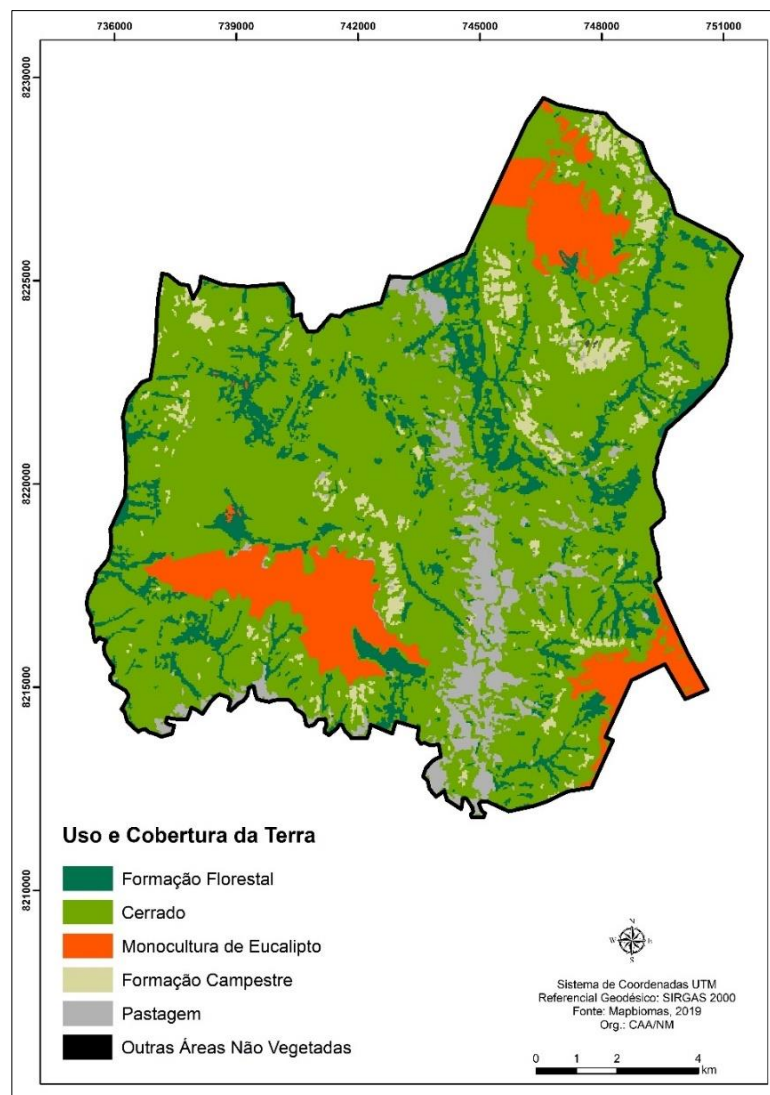 736000 739000 742000 745000 748000 751000
8230000
8225000
8220000
8215000
8210000
Uso e Cobertura da Terra
Formação Florestal
Cerrado
Monocultura de Eucalipto
Formação Campestre
Pastagem
Outras Áreas Não Vegetadas
N
W E
S
Sistema de Coordenadas UTM
Referencial Geodésico: SIRGAS 2000
Fonte: Mapbiomas, 2019
Org.: CAA/NM
0 1 2 4
km